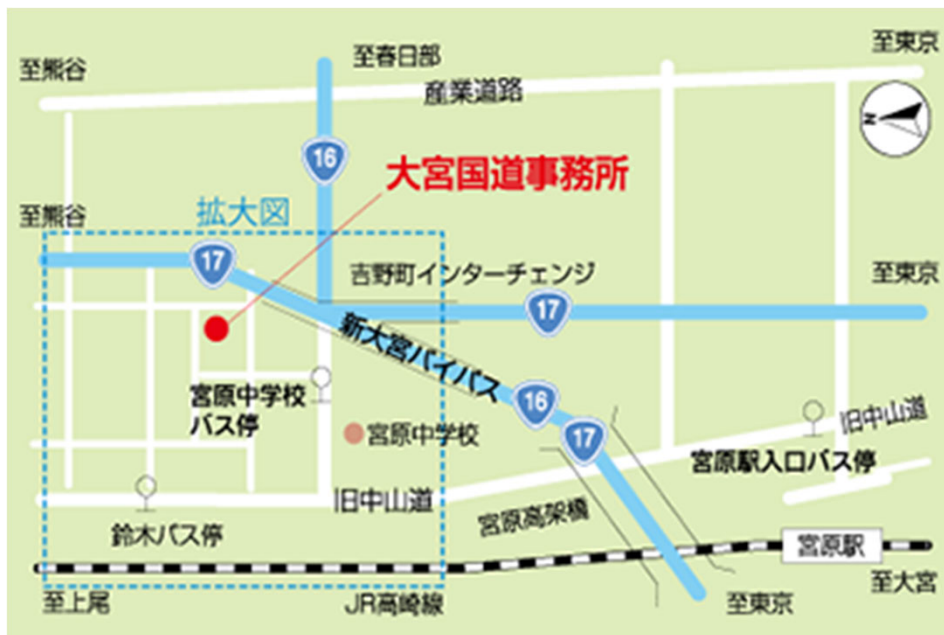 至春日部
至東京
至熊谷
産業道路
N
16
大宮国道事務所
拡大図
至熊谷
17
吉野町インターチェンジ
至東京
17
新大宮バイパス
宮原中学校
バス停
16
旧中山道
17
宮原中学校
宮原駅入口バス停
旧中山道
宮原高架橋
鈴木バス停
宮原駅
至大宮
至上尾
JR高崎線
至東京